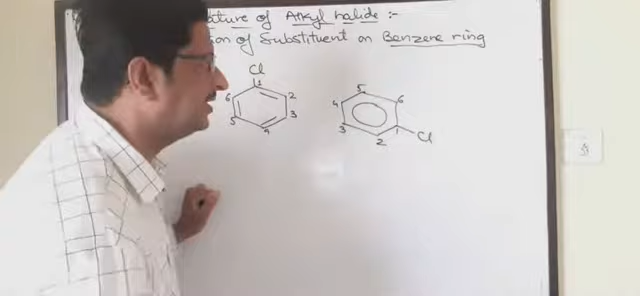 ature of Alkyl halide :-
ion of Substituent on Benzene ring
Cl
1
6 2
5 3
4
5
4 6
3 1
2 Cl